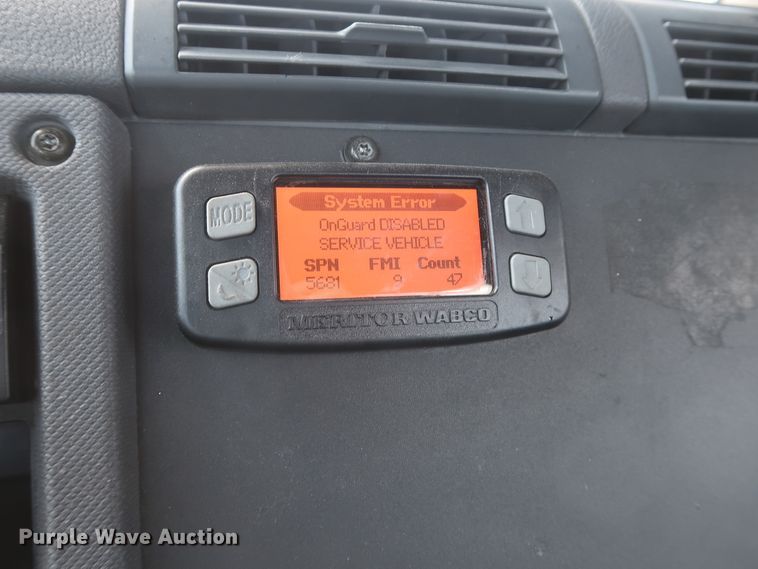 System Error
OnGuard DISABLED
SERVICE VEHICLE
SPN FMI Count
5681 9 47
MODE
MERITOR WABCO
Purple Wave Auction